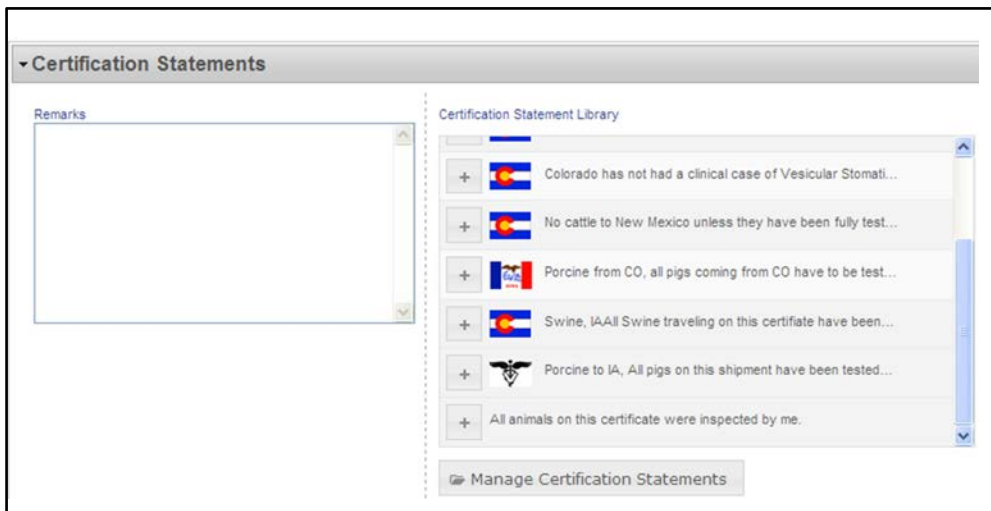 Certification Statements
Remarks
Certification Statement Library
+ Colorado has not had a clinical case of Vesicular Stomati...
+ No cattle to New Mexico unless they have been fully test...
+ Porcine from CO, all pigs coming from CO have to be test...
+ Swine, IAAll Swine traveling on this certifiate have been...
+ Porcine to IA, All pigs on this shipment have been tested...
+ All animals on this certificate were inspected by me.
Manage Certification Statements